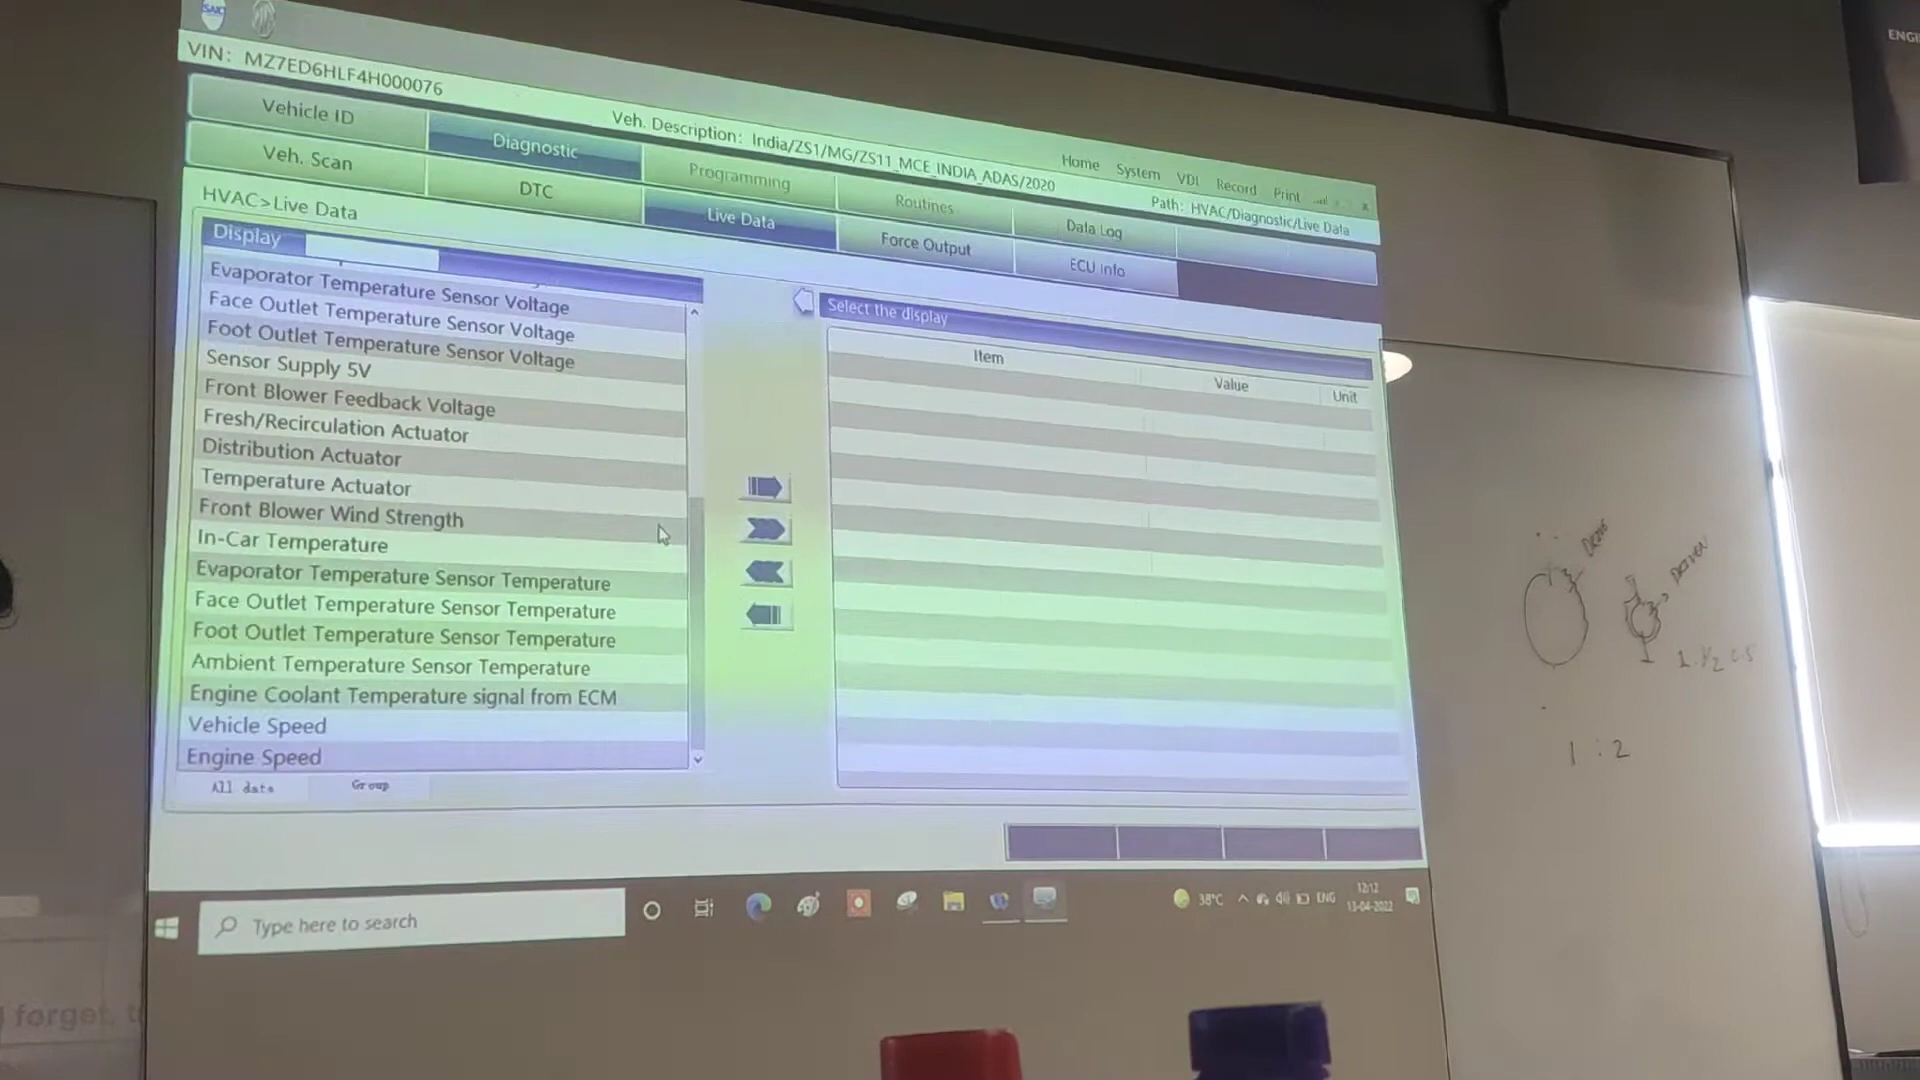 ENGI
SAIC
VIN: MZ7ED6HLF4H000076
Veh. Description: India/ZS1/MG/ZS11_MCE_INDIA_ADAS/2020
Home System VDI Record Print
Path: HVAC/Diagnostic/Live Data
Vehicle ID Diagnostic Programming Routines Data Log
Veh. Scan DTC Live Data Force Output ECU Info
HVAC>Live Data
Display
Evaporator Temperature Sensor Voltage
Face Outlet Temperature Sensor Voltage
Foot Outlet Temperature Sensor Voltage
Sensor Supply 5V
Front Blower Feedback Voltage
Fresh/Recirculation Actuator
Distribution Actuator
Temperature Actuator
Front Blower Wind Strength
In-Car Temperature
Evaporator Temperature Sensor Temperature
Face Outlet Temperature Sensor Temperature
Foot Outlet Temperature Sensor Temperature
Ambient Temperature Sensor Temperature
Engine Coolant Temperature signal from ECM
Vehicle Speed
Engine Speed
All data Group
Select the display
Item Value Unit
Type here to search
38°C ENG
12:12
13-04-2022
DRIVEN
1 : 2
forget, t